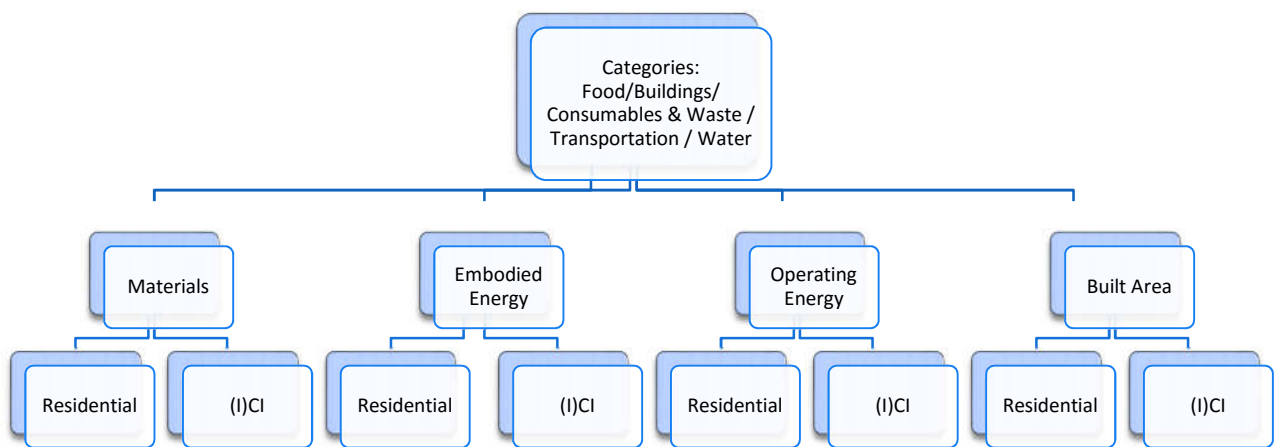 Categories:
Food/Buildings/
Consumables & Waste /
Transportation / Water
Materials
Embodied
Energy
Operating
Energy
Built Area
Residential
(I)CI
Residential
(I)CI
Residential
(I)CI
Residential
(I)CI